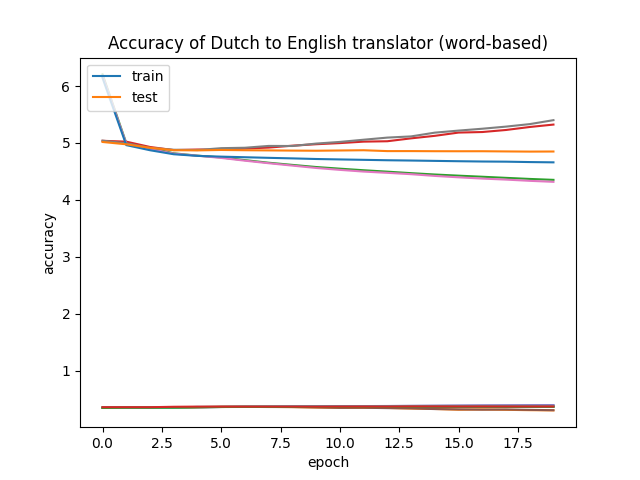 Accuracy of Dutch to English translator (word-based)
train
test
6
5
4
3
2
1
accuracy
0.0 2.5 5.0 7.5 10.0 12.5 15.0 17.5
epoch